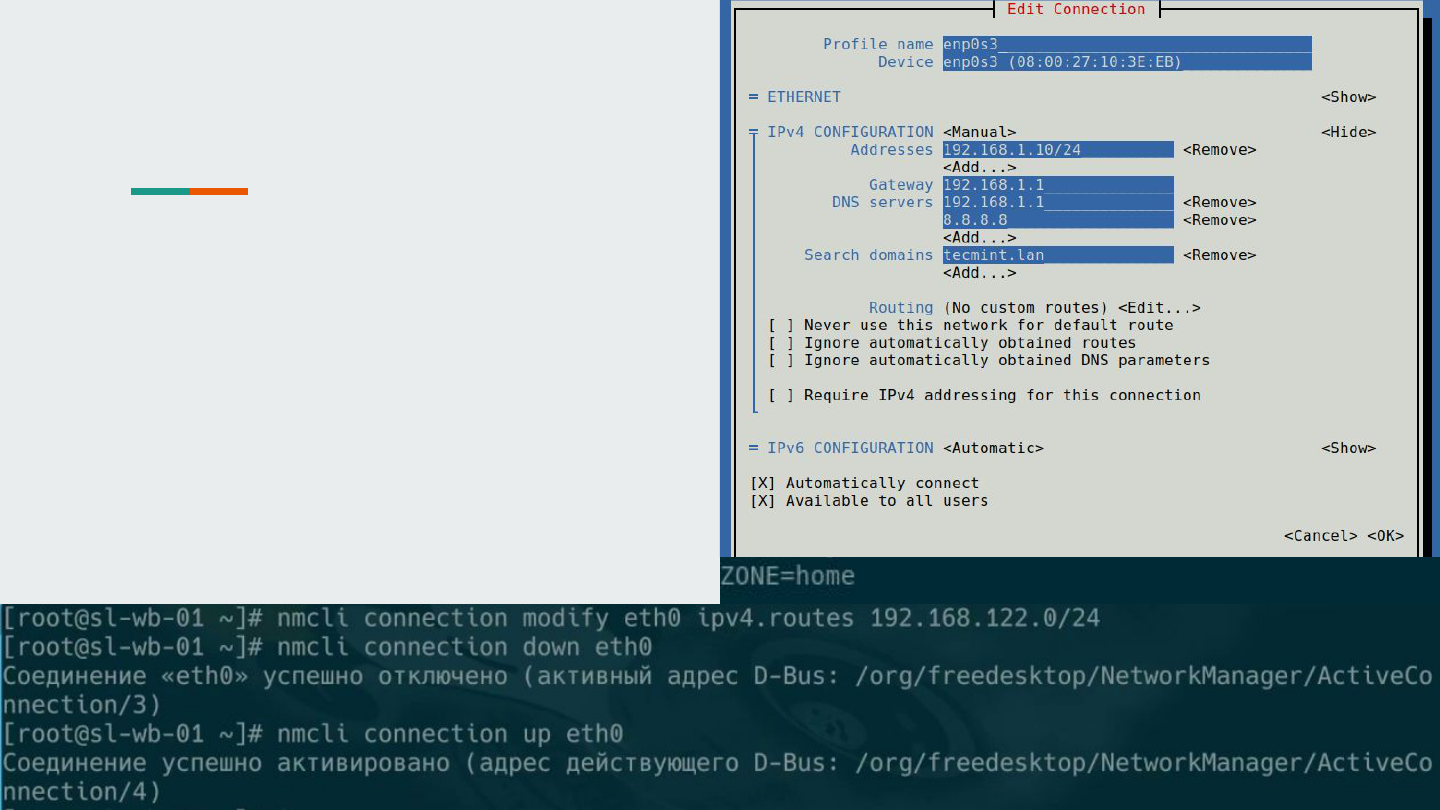 Edit Connection
Profile name enp0s3
Device enp0s3 (08:00:27:10:3E:EB)
= ETHERNET <Show>
= IPv4 CONFIGURATION <Manual> <Hide>
Addresses 192.168.1.10/24 <Remove>
<Add...>
Gateway 192.168.1.1
DNS servers 192.168.1.1 <Remove>
8.8.8.8 <Remove>
<Add...>
Search domains tecmint.lan <Remove>
<Add...>
Routing (No custom routes) <Edit...>
[ ] Never use this network for default route
[ ] Ignore automatically obtained routes
[ ] Ignore automatically obtained DNS parameters
[ ] Require IPv4 addressing for this connection
= IPv6 CONFIGURATION <Automatic> <Show>
[X] Automatically connect
[X] Available to all users
<Cancel> <OK>
ZONE=home
[root@sl-wb-01 ~]# nmcli connection modify eth0 ipv4.routes 192.168.122.0/24
[root@sl-wb-01 ~]# nmcli connection down eth0
Соединение «eth0» успешно отключено (активный адрес D-Bus: /org/freedesktop/NetworkManager/ActiveCo
nnection/3)
[root@sl-wb-01 ~]# nmcli connection up eth0
Соединение успешно активировано (адрес действующего D-Bus: /org/freedesktop/NetworkManager/ActiveCo
nnection/4)